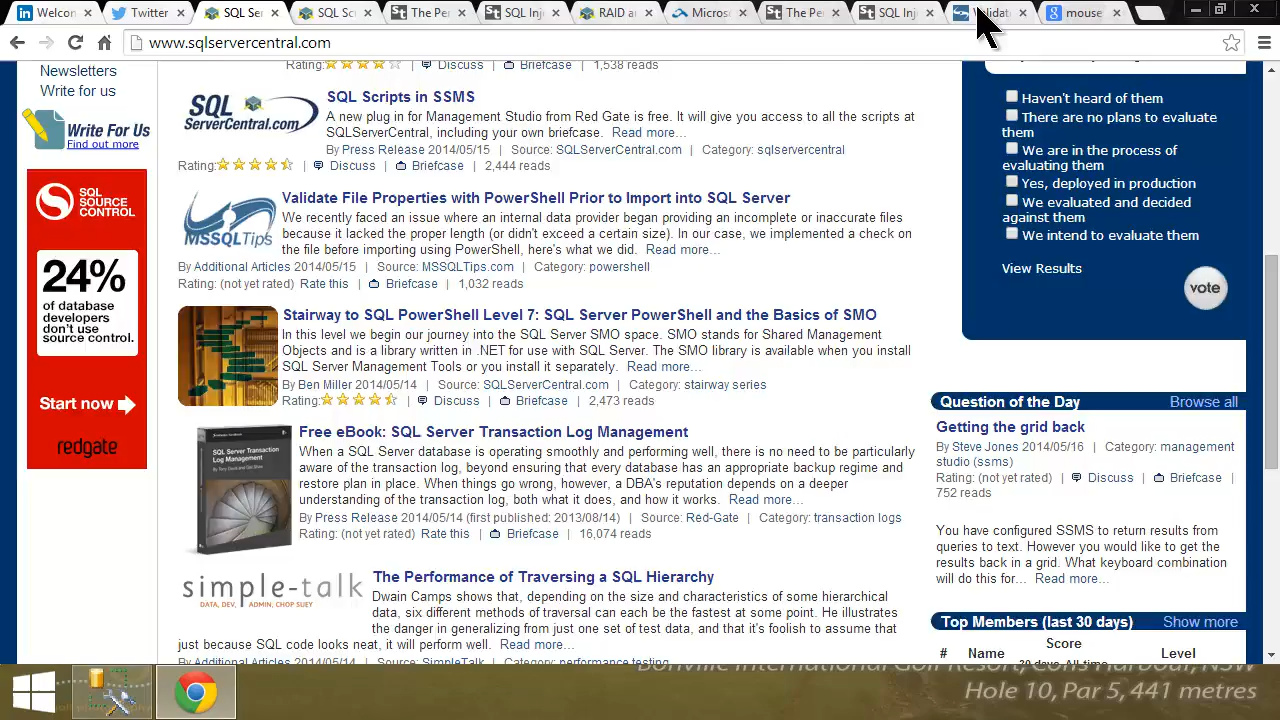 Welcon
Twitter
SQL Se
SQL Sc
The Pe
SQL Inj
RAID a
Micros
The Pe
SQL Inj
Validat
mouse
www.sqlservercentral.com
Newsletters
Write for us
Write For Us
Find out more
SQL
SOURCE
CONTROL
24%
of database
developers
don't use
source control.
Start now
redgate
Rating: | Discuss | Briefcase | 1,538 reads
SQL
ServerCentral.com
SQL Scripts in SSMS
A new plug in for Management Studio from Red Gate is free. It will give you access to all the scripts at
SQLServerCentral, including your own briefcase. Read more...
By Press Release 2014/05/15 | Source: SQLServerCentral.com | Category: sqlservercentral
Rating: | Discuss | Briefcase | 2,444 reads
MSSQLTips
Validate File Properties with PowerShell Prior to Import into SQL Server
We recently faced an issue where an internal data provider began providing an incomplete or inaccurate files
because it lacked the proper length (or didn't exceed a certain size). In our case, we implemented a check on
the file before importing using PowerShell, here's what we did. Read more...
By Additional Articles 2014/05/15 | Source: MSSQLTips.com | Category: powershell
Rating: (not yet rated) Rate this | Briefcase | 1,032 reads
Stairway to SQL PowerShell Level 7: SQL Server PowerShell and the Basics of SMO
In this level we begin our journey into the SQL Server SMO space. SMO stands for Shared Management
Objects and is a library written in .NET for use with SQL Server. The SMO library is available when you install
SQL Server Management Tools or you install it separately. Read more...
By Ben Miller 2014/05/14 | Source: SQLServerCentral.com | Category: stairway series
Rating: | Discuss | Briefcase | 2,473 reads
SQL Server
Transaction Log
Management
Free eBook: SQL Server Transaction Log Management
When a SQL Server database is operating smoothly and performing well, there is no need to be particularly
aware of the transaction log, beyond ensuring that every database has an appropriate backup regime and
restore plan in place. When things go wrong, however, a DBA's reputation depends on a deeper
understanding of the transaction log, both what it does, and how it works. Read more...
By Press Release 2014/05/14 (first published: 2013/08/14) | Source: Red-Gate | Category: transaction logs
Rating: (not yet rated) Rate this | Briefcase | 16,074 reads
simple-talk
DATA, DEV, ADMIN, CHOP SUEY
The Performance of Traversing a SQL Hierarchy
Dwain Camps shows that, depending on the size and characteristics of some hierarchical
data, six different methods of traversal can each be the fastest at some point. He illustrates
the danger in generalizing from just one set of test data, and that it's foolish to assume that
just because SQL code looks neat, it will perform well. Read more...
By Additional Articles 2014/05/14 | Source: SimpleTalk | Category: performance testing
Haven't heard of them
There are no plans to evaluate
them
We are in the process of
evaluating them
Yes, deployed in production
We evaluated and decided
against them
We intend to evaluate them
View Results
vote
Question of the Day
Browse all
Getting the grid back
By Steve Jones 2014/05/16 | Category: management
studio (ssms)
Rating: (not yet rated) | Discuss | Briefcase |
752 reads
You have configured SSMS to return results from
queries to text. However you would like to get the
results back in a grid. What keyboard combination
will do this for... Read more...
Top Members (last 30 days)
Show more
Score
# Name Level
30 days All time
Bonville International Golf Resort, Coffs Harbour, NSW
Hole 10, Par 5, 441 metres